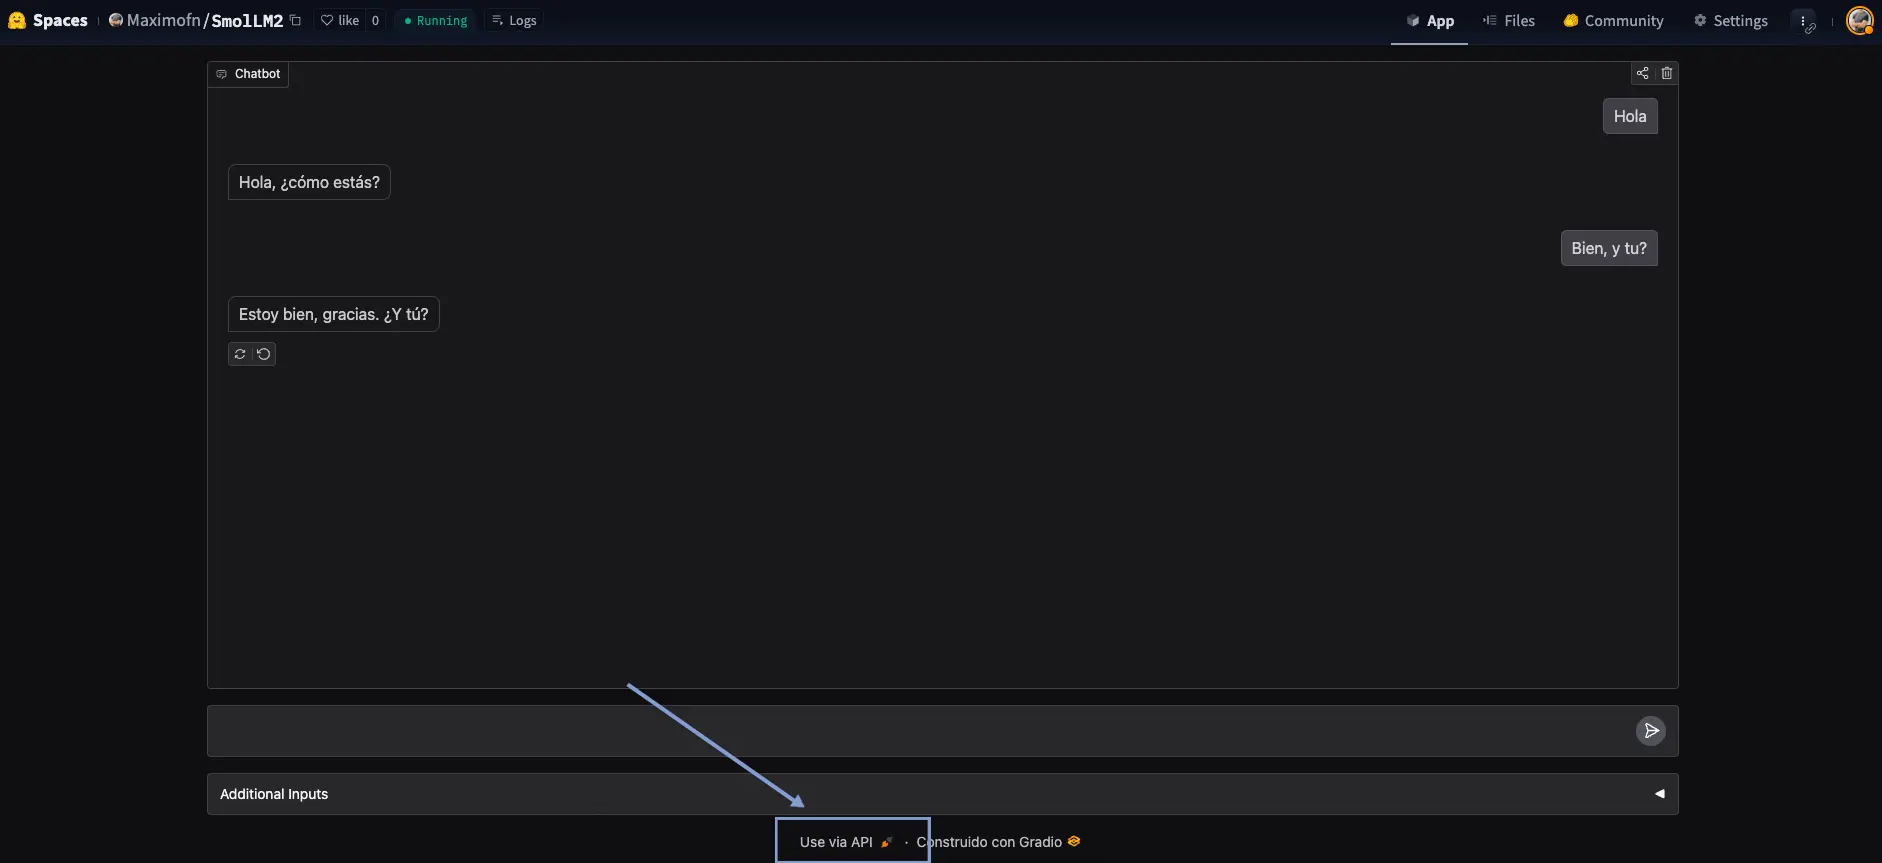 Spaces Maximofn/SmolLM2 like 0 Running Logs App Files Community Settings
Chatbot
Hola
Hola, ¿cómo estás?
Bien, y tu?
Estoy bien, gracias. ¿Y tú?
Additional Inputs
Use via API · Construido con Gradio